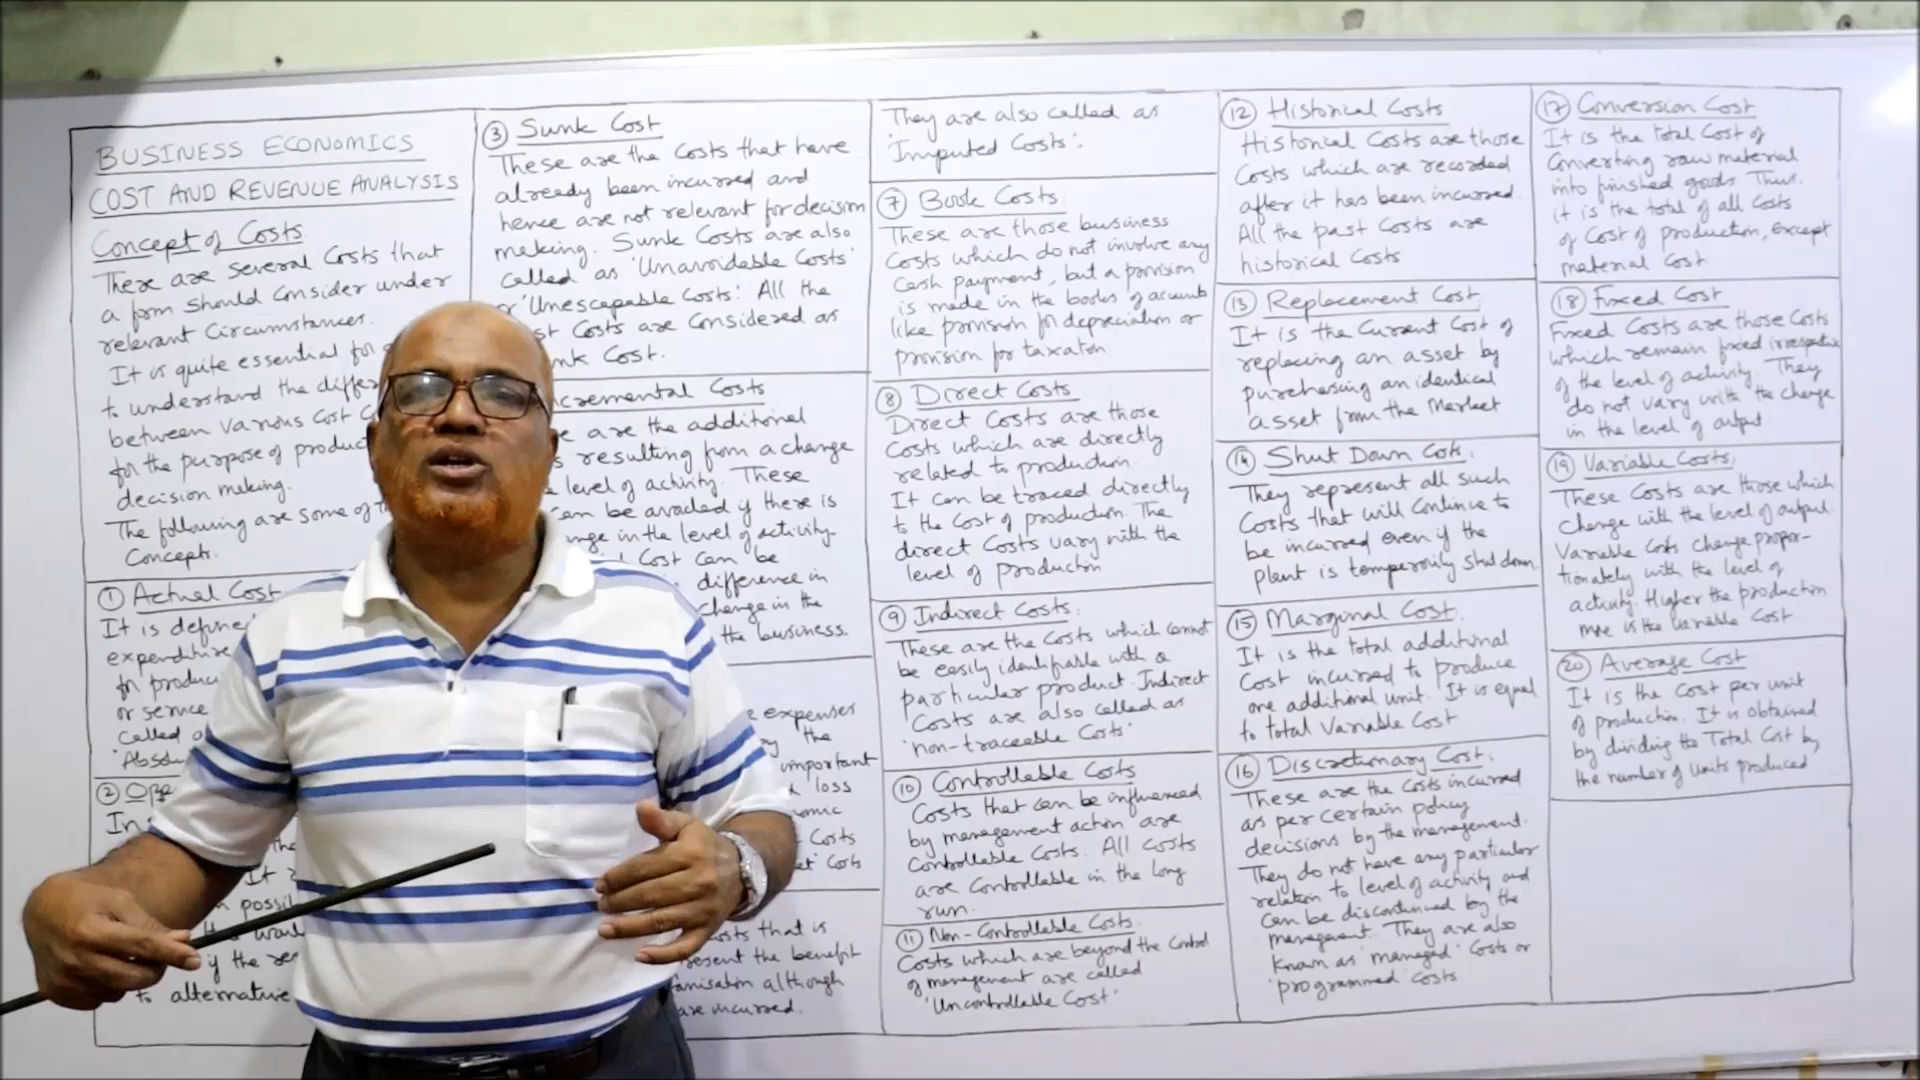 BUSINESS ECONOMICS
COST AND REVENUE ANALYSIS
Concept of Costs
There are several Costs that
a firm should Consider under
relevant Circumstances.
It is quite essential for
to understand the
between various Cost
for the purpose of
decision making.
The following are some of
Concepts.
① Actual Cost
It is
expenditure
for
or service
called
②
In
It
if the
to alternative
③ Sunk Cost
These are the Costs that have
already been incurred and
hence are not relevant for decision
making. Sunk Costs are also
called as 'Unavoidable Costs'
or 'Unescapable Costs'. All the
Costs are Considered as
Cost.
Costs
are the additional
resulting from a change
level of activity. These
can be avoided if there is
in the level of activity.
Cost can be
difference in
change in the
the business.
expenses
the
important
loss
Costs
Costs
that is
the benefit
although
are incurred.
They are also called as
'Imputed Costs'.
⑦ Book Costs
These are those business
Costs which do not involve any
Cash payment, but a provision
is made in the books of accounts
like provision for depreciation or
provision for taxaton
⑧ Direct Costs
Direct Costs are those
Costs which are directly
related to production.
It can be traced directly
to the Cost of production. The
direct Costs vary with the
level of production
⑨ Indirect Costs
These are the Costs which cannot
be easily identifiable with a
particular product. Indirect
Costs are also called as
'non-traceable Costs'
⑩ Controllable Costs
Costs that can be influenced
by management action are
Controllable Costs. All Costs
are Controllable in the long
run.
⑪ Non-Controllable Costs
Costs which are beyond the Control
of management are called
'Uncontrollable Cost'
⑫ Historical Costs
Historical Costs are those
Costs which are recorded
after it has been incurred.
All the past Costs are
historical Costs
⑬ Replacement Cost
It is the Current Cost of
replacing an asset by
purchasing an identical
asset from the Market
⑭ Shut Down Costs
They represent all such
Costs that will Continue to
be incurred even if the
plant is temporily shut down
⑮ Marginal Cost
It is the total additional
Cost incurred to produce
one additional unit. It is equal
to total Variable Cost
⑯ Discretionary Cost
These are the Costs incurred
as per certain policy
decisions by the management.
They do not have any particular
relation to level of activity and
can be discontinued by the
management. They are also
known as 'managed' Costs or
'programmed' Costs
⑰ Conversion Cost
It is the total Cost of
Converting raw material
into finished goods. Thus.
it is the total of all Costs
of Cost of production, except
material Cost
⑱ Fixed Cost
Fixed Costs are those Costs
which remain fixed irrespective
of the level of activity. They
do not vary with the change
in the level of output.
⑲ Variable Costs
These Costs are those which
change with the level of output.
Variable Costs change propor-
tionately with the level of
activity. Higher the production
more is the variable Cost
⑳ Average Cost
It is the Cost per unit
of production. It is obtained
by dividing the Total Cost by
the number of units produced